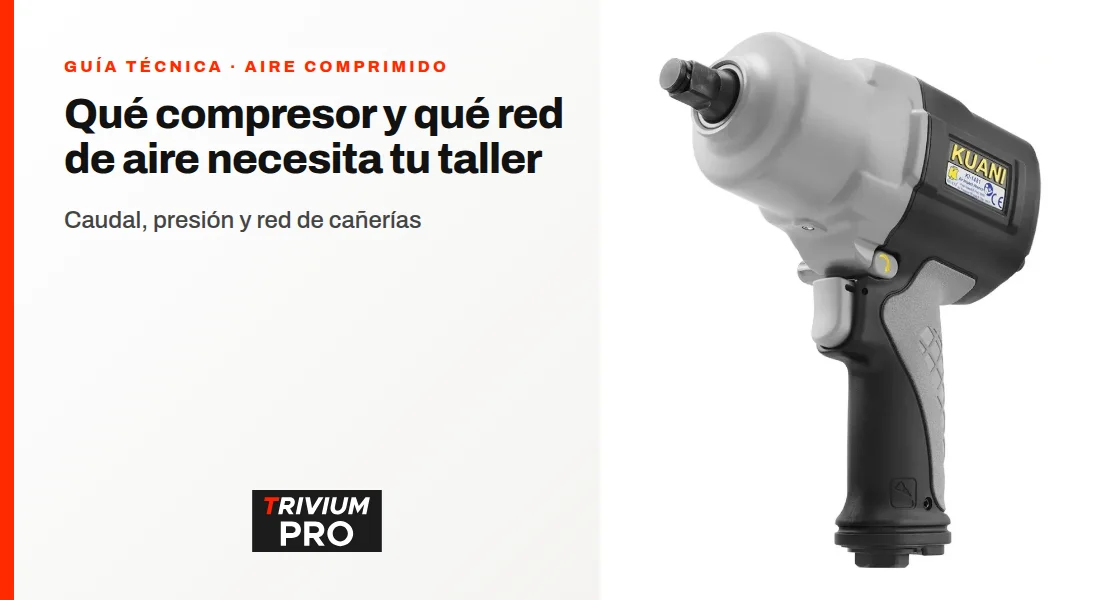 GUÍA TÉCNICA · AIRE COMPRIMIDO
Qué compresor y qué red
de aire necesita tu taller
Caudal, presión y red de cañerías
TRIVIUM
PRO
KUANI
CE